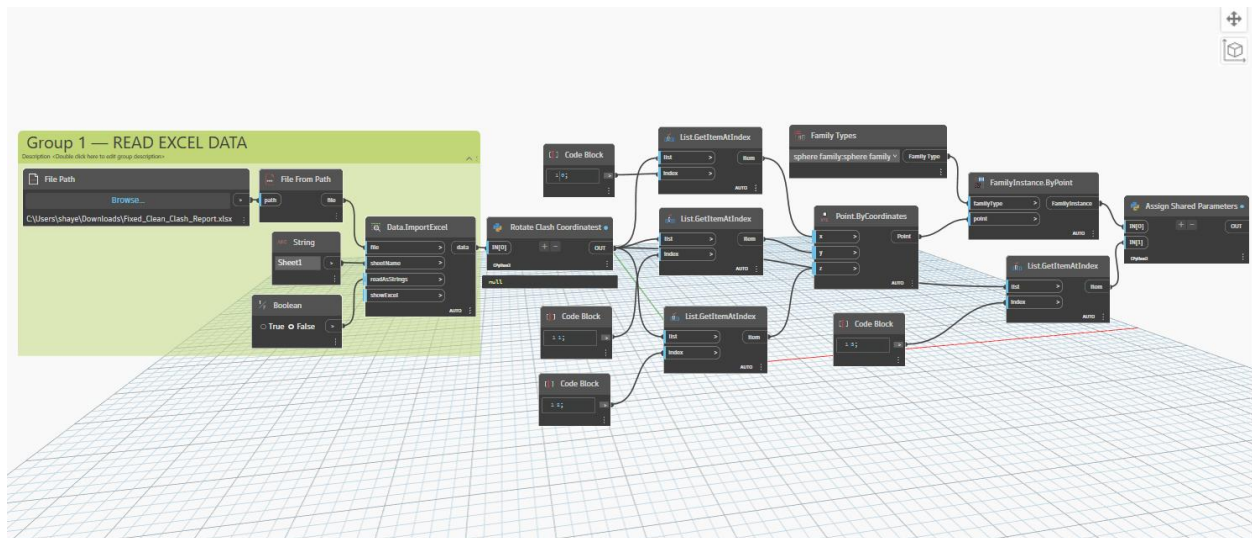 Group 1 — READ EXCEL DATA
Description <Double click here to edit group description>
File Path
Browse...
>
C:\Users\shaye\Downloads\Fixed_Clean_Clash_Report.xlsx
File From Path
path > file
String
Sheet1 >
Boolean
True False >
Data.ImportExcel
file > data
sheetName >
readAsStrings >
showExcel >
AUTO
Rotate Clash Coordinatest
IN[0] + − OUT
null
Code Block
1 0; >
Code Block
1 1; >
Code Block
1 2; >
List.GetItemAtIndex
list > item
index >
AUTO
List.GetItemAtIndex
list > item
index >
AUTO
List.GetItemAtIndex
list > item
index >
AUTO
Family Types
sphere family:sphere family Family Type
Point.ByCoordinates
x > Point
y >
z >
AUTO
Code Block
1 3; >
FamilyInstance.ByPoint
familyType > FamilyInstance
point >
AUTO
List.GetItemAtIndex
list > item
index >
AUTO
Assign Shared Parameters
IN[0] + − OUT
IN[1]